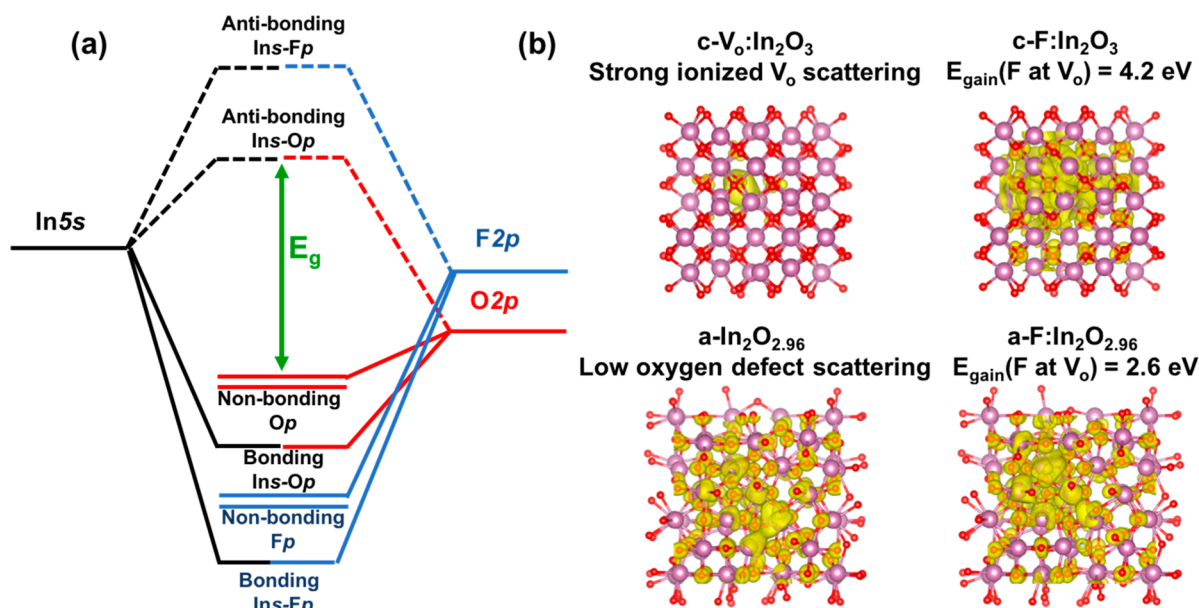 (a)
Anti-bonding
Ins-Fp
Anti-bonding
Ins-Op
In5s
Eg
F2p
O2p
Non-bonding
Op
Bonding
Ins-Op
Non-bonding
Fp
Bonding
Ins-Fp
(b)
c-Vo:In2O3
Strong ionized Vo scattering
c-F:In2O3
Egain(F at Vo) = 4.2 eV
a-In2O2.96
Low oxygen defect scattering
a-F:In2O2.96
Egain(F at Vo) = 2.6 eV